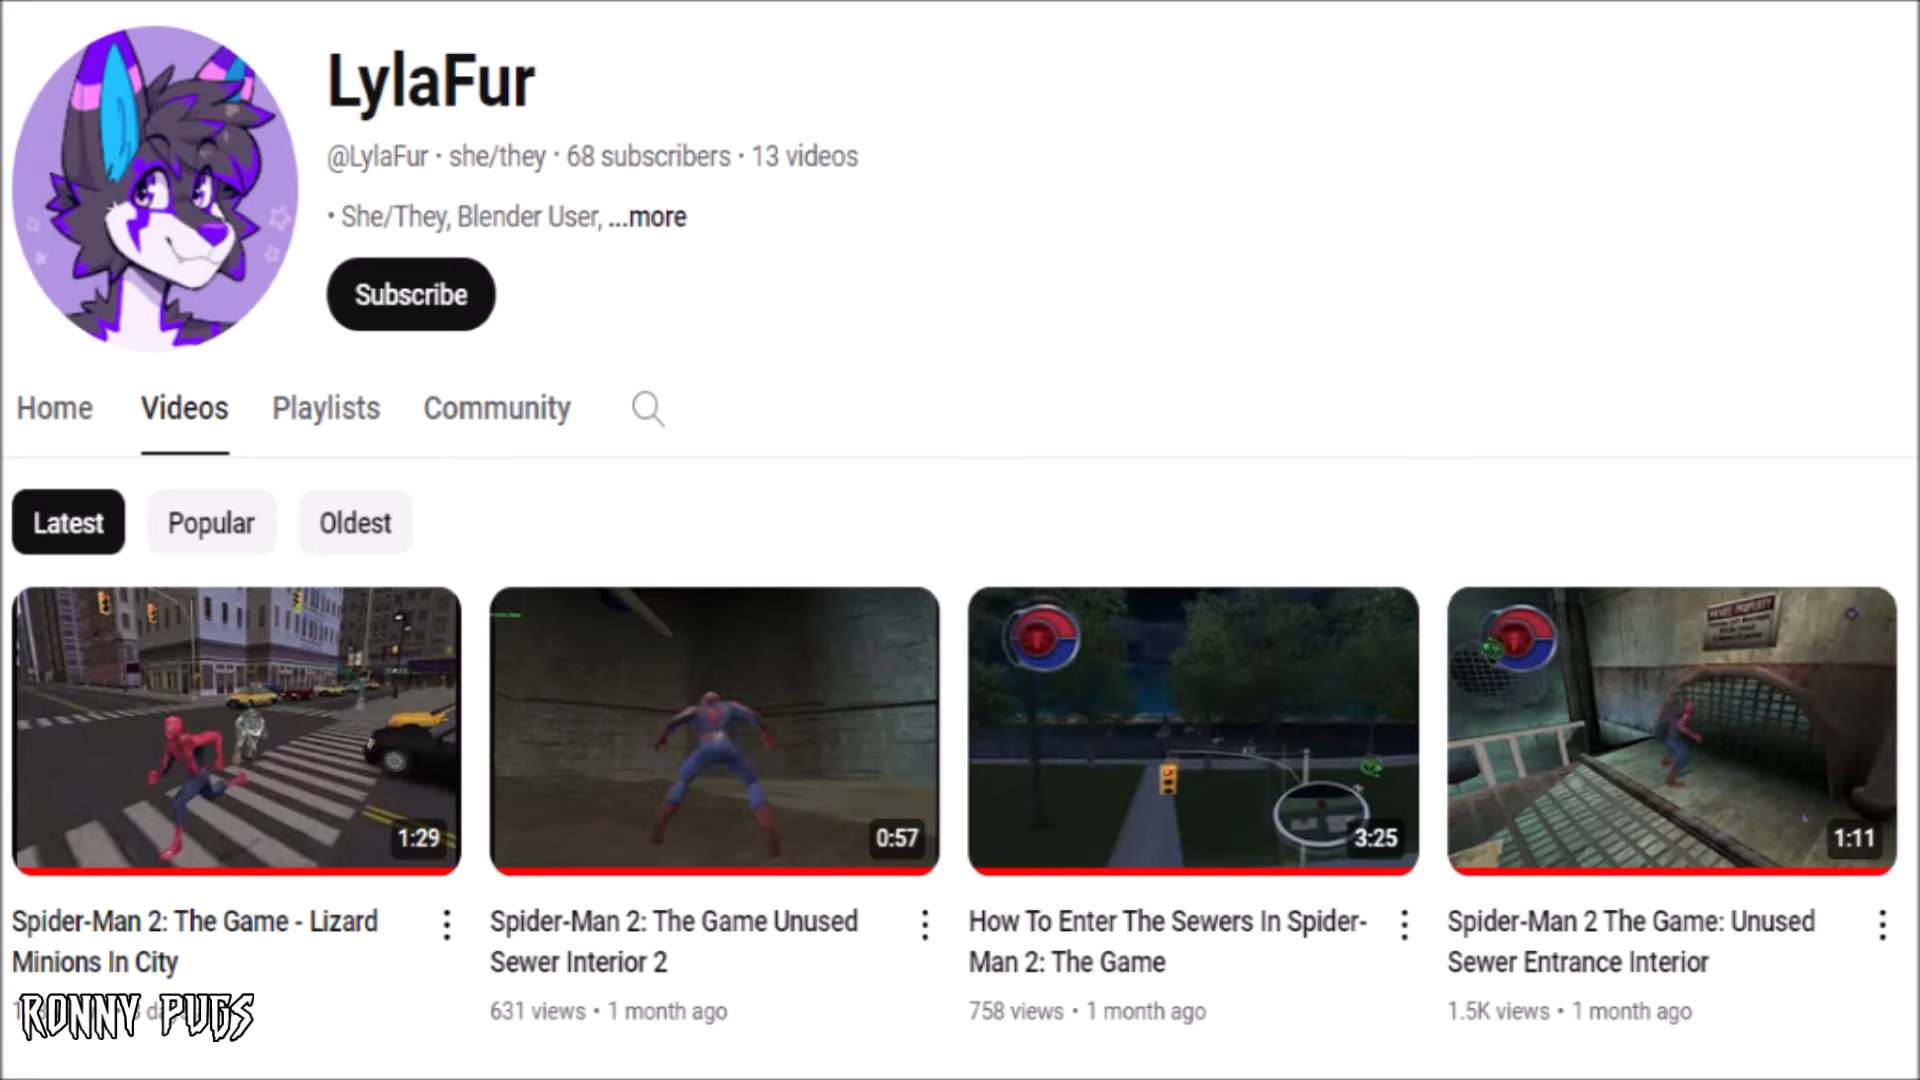 LylaFur
@LylaFur · she/they · 68 subscribers · 13 videos
• She/They, Blender User, ...more
Subscribe
Home Videos Playlists Community
Latest Popular Oldest
1:29
0:57
3:25
PRIVATE PROPERTY
1:11
Spider-Man 2: The Game - Lizard
Minions In City
Spider-Man 2: The Game Unused
Sewer Interior 2
631 views • 1 month ago
How To Enter The Sewers In Spider-
Man 2: The Game
758 views • 1 month ago
Spider-Man 2 The Game: Unused
Sewer Entrance Interior
1.5K views • 1 month ago
RONNY PUGS